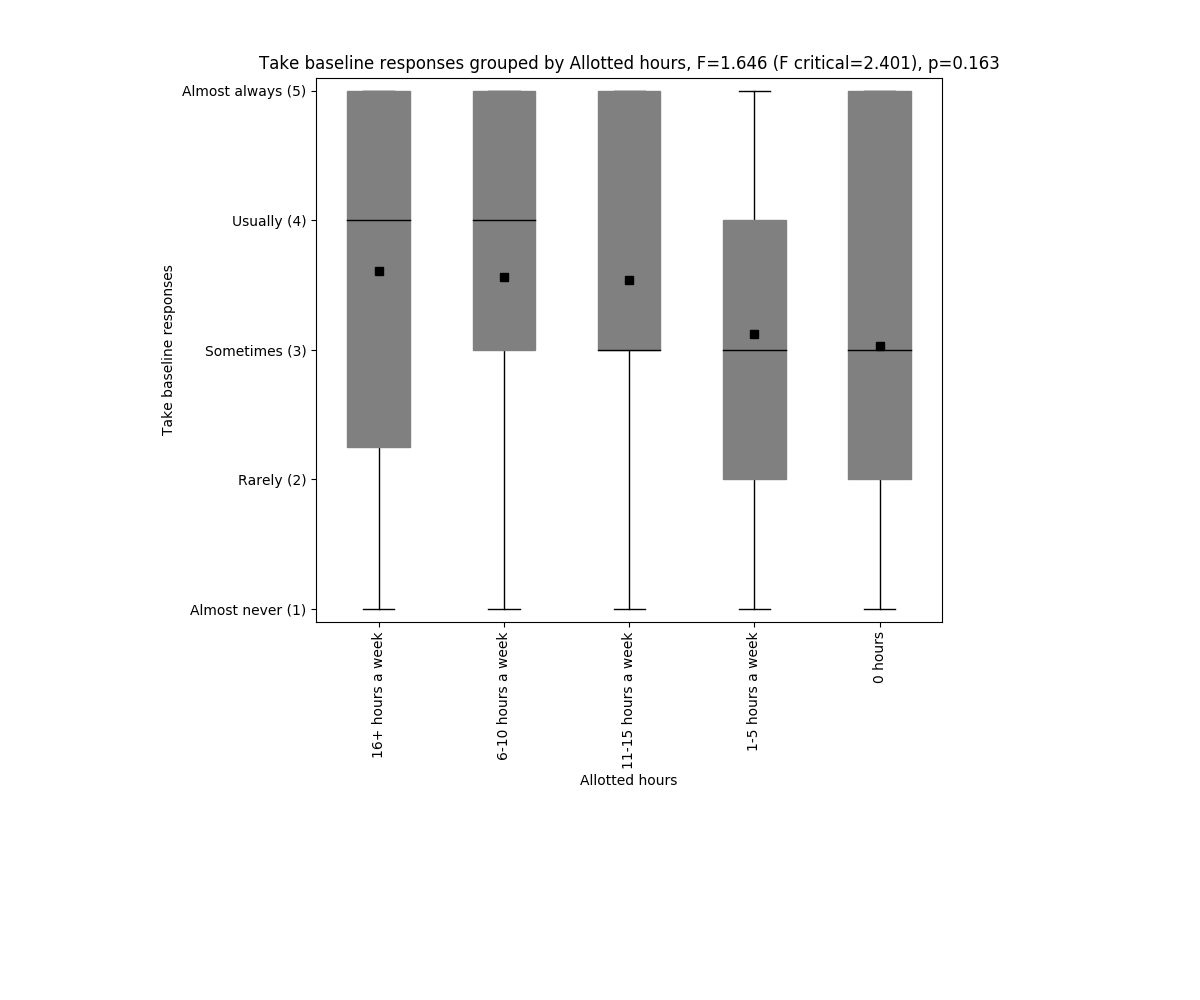 Take baseline responses grouped by Allotted hours, F=1.646 (F critical=2.401), p=0.163
Almost always (5)
Usually (4)
Sometimes (3)
Rarely (2)
Almost never (1)
Take baseline responses
16+ hours a week
6-10 hours a week
11-15 hours a week
1-5 hours a week
0 hours
Allotted hours